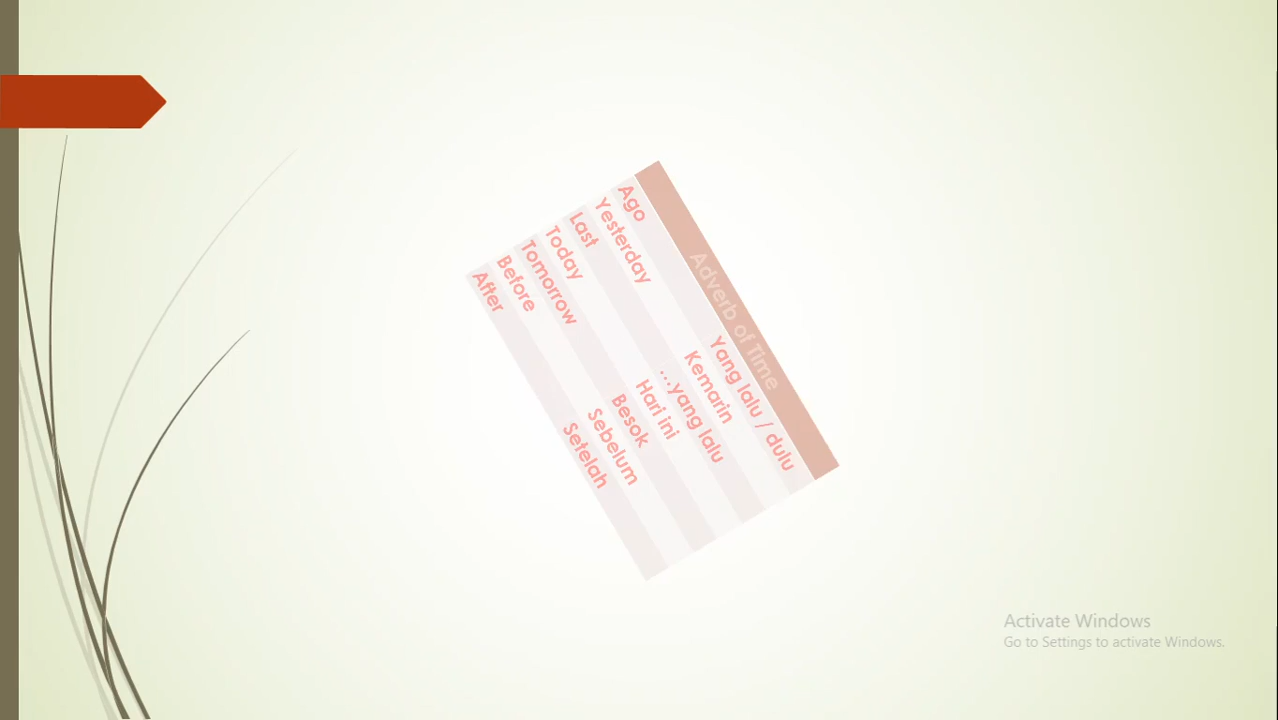 Adverb of Time
Ago Yang lalu / dulu
Yesterday Kemarin
Last ...yang lalu
Today Hari ini
Tomorrow Besok
Before Sebelum
After Setelah
Activate Windows
Go to Settings to activate Windows.